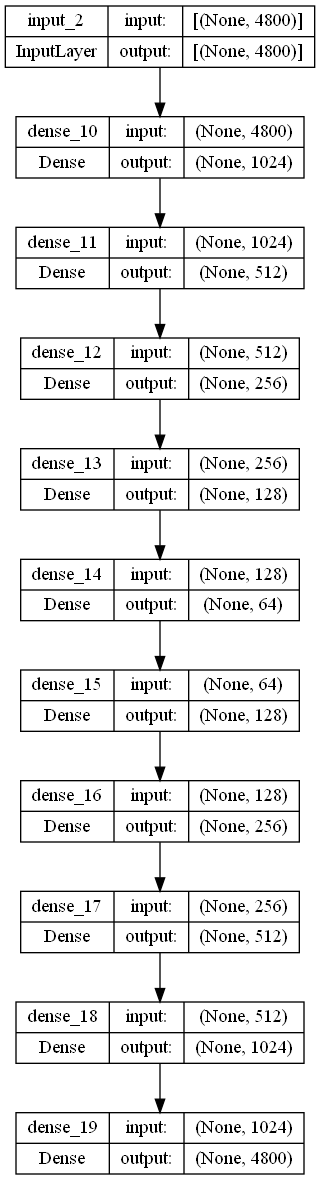 input_2 input: [(None, 4800)]
InputLayer output: [(None, 4800)]
dense_10 input: (None, 4800)
Dense output: (None, 1024)
dense_11 input: (None, 1024)
Dense output: (None, 512)
dense_12 input: (None, 512)
Dense output: (None, 256)
dense_13 input: (None, 256)
Dense output: (None, 128)
dense_14 input: (None, 128)
Dense output: (None, 64)
dense_15 input: (None, 64)
Dense output: (None, 128)
dense_16 input: (None, 128)
Dense output: (None, 256)
dense_17 input: (None, 256)
Dense output: (None, 512)
dense_18 input: (None, 512)
Dense output: (None, 1024)
dense_19 input: (None, 1024)
Dense output: (None, 4800)